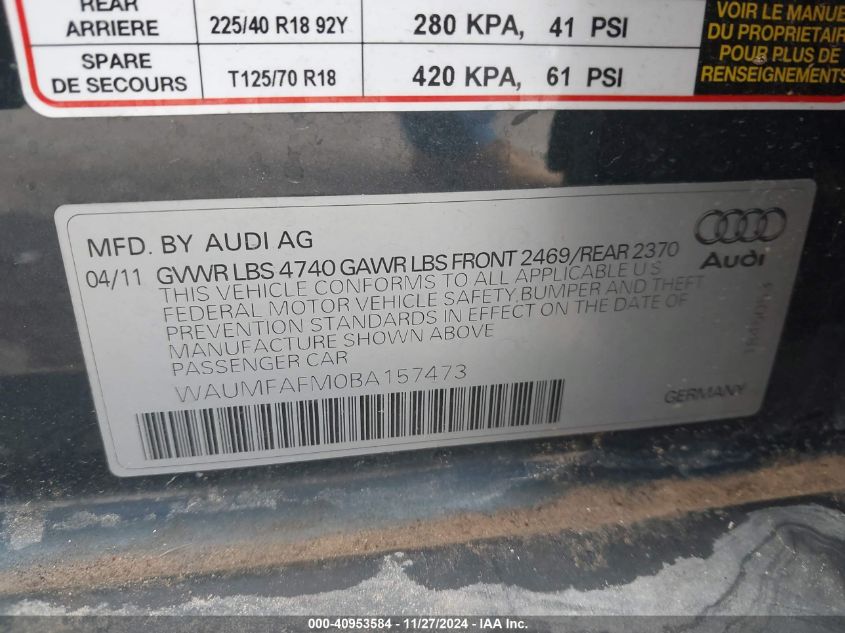 REAR
ARRIERE 225/40 R18 92Y 280 KPA, 41 PSI
SPARE
DE SECOURS T125/70 R18 420 KPA, 61 PSI
VOIR LE MANUEL
DU PROPRIETAIR
POUR PLUS DE
RENSEIGNEMENTS
MFD. BY AUDI AG
04/11 GVWR LBS 4740 GAWR LBS FRONT 2469/REAR 2370
THIS VEHICLE CONFORMS TO ALL APPLICABLE U.S.
FEDERAL MOTOR VEHICLE SAFETY, BUMPER AND THEFT
PREVENTION STANDARDS IN EFFECT ON THE DATE OF
MANUFACTURE SHOWN ABOVE
PASSENGER CAR
WAUMFAFM0BA157473
Audi
GERMANY
000-40953584 - 11/27/2024 - IAA Inc.